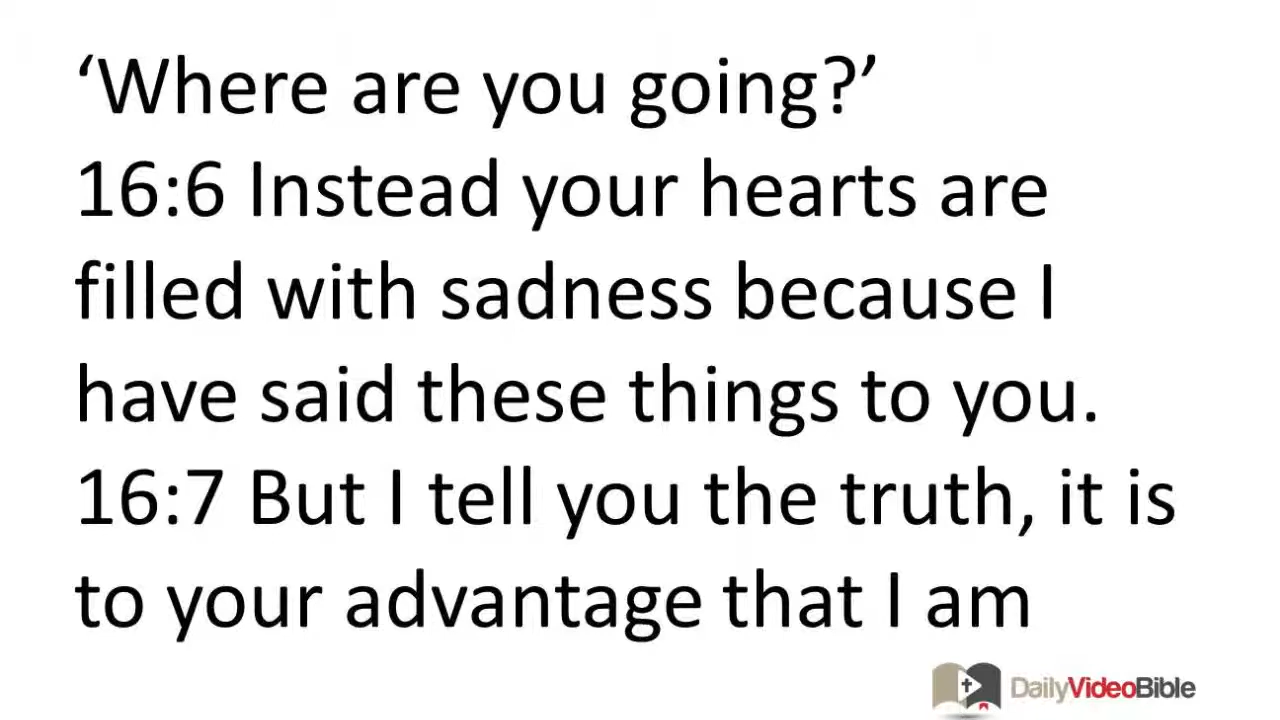 ‘Where are you going?’
16:6 Instead your hearts are
filled with sadness because I
have said these things to you.
16:7 But I tell you the truth, it is
to your advantage that I am
DailyVideoBible